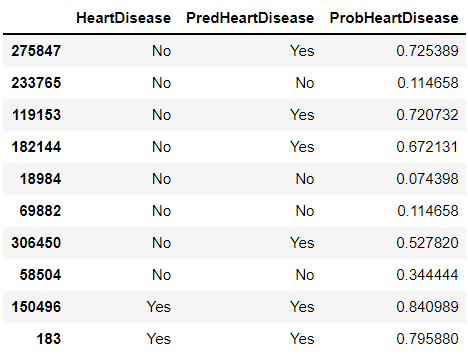 HeartDisease PredHeartDisease ProbHeartDisease
275847 No Yes 0.725389
233765 No No 0.114658
119153 No Yes 0.720732
182144 No Yes 0.672131
18984 No No 0.074398
69882 No No 0.114658
306450 No Yes 0.527820
58504 No No 0.344444
150496 Yes Yes 0.840989
183 Yes Yes 0.795880